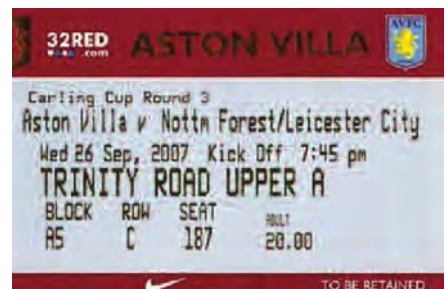 32RED
.com
ASTON VILLA
AVFC
Carling Cup Round 3
Aston Villa v Nottm Forest/Leicester City
Wed 26 Sep, 2007 Kick Off 7:45 pm
TRINITY ROAD UPPER A
BLOCK ROW SEAT ADULT
A5 C 187 20.00
TO BE RETAINED